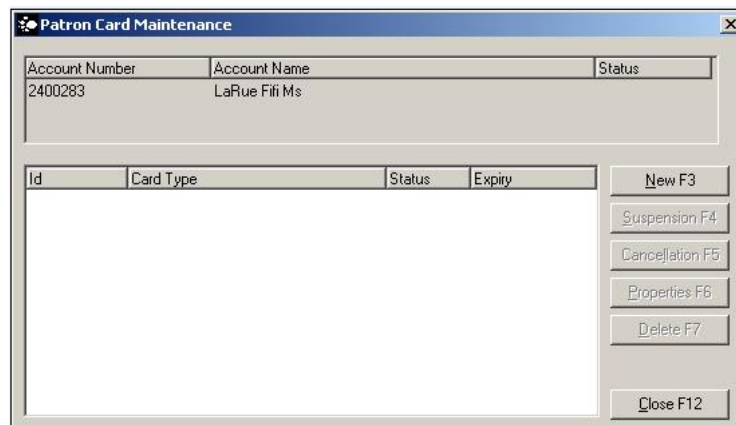 Patron Card Maintenance
Account Number Account Name Status
2400283 LaRue Fifi Ms
Id Card Type Status Expiry
New F3
Suspension F4
Cancellation F5
Properties F6
Delete F7
Close F12